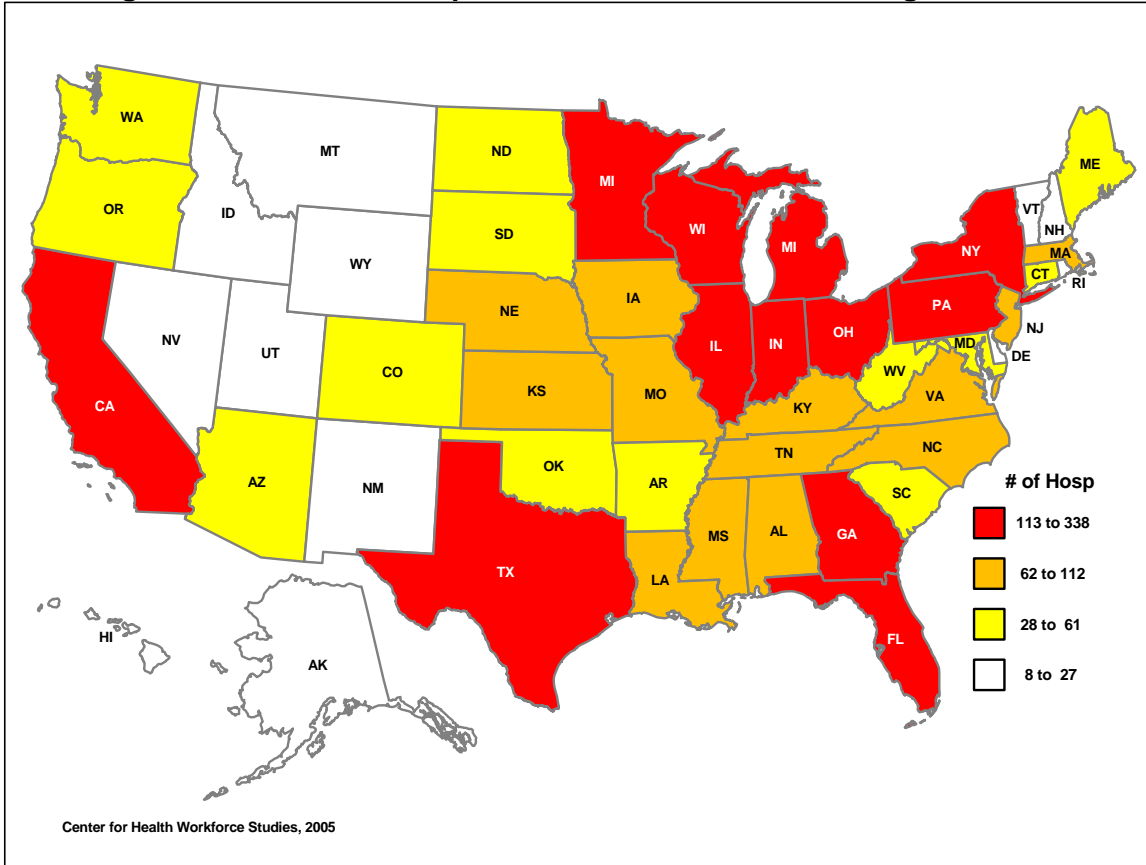 WA
MT
ND
MI
ME
OR
ID
SD
WI
MI
NY
VT
NH
MA
CT
RI
WY
NE
IA
PA
NV
UT
CO
KS
MO
IL
IN
OH
WV
MD
NJ
DE
VA
KY
CA
AZ
NM
OK
AR
TN
NC
SC
# of Hosp
113 to 338
62 to 112
28 to 61
8 to 27
TX
LA
MS
AL
GA
FL
HI
AK
Center for Health Workforce Studies, 2005